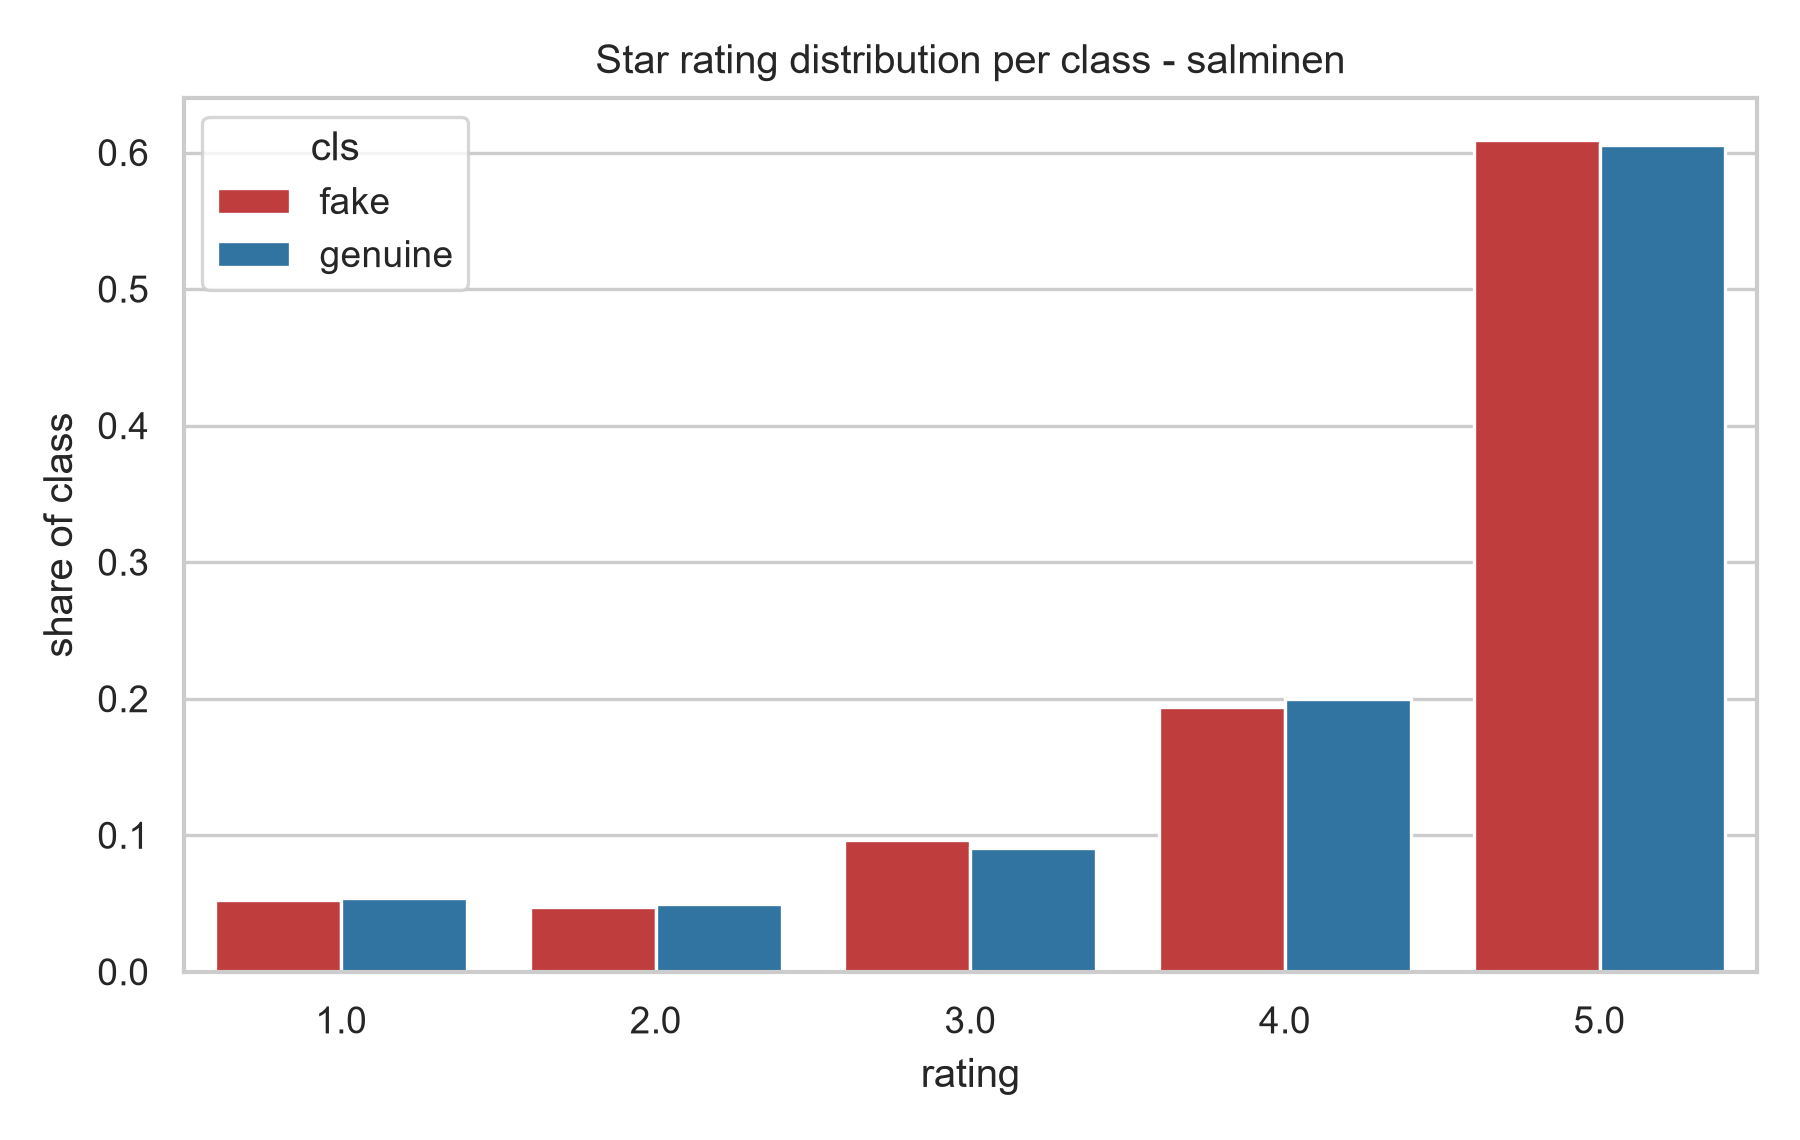 Star rating distribution per class - salminen
cls
fake
genuine
share of class
0.6
0.5
0.4
0.3
0.2
0.1
0.0
1.0 2.0 3.0 4.0 5.0
rating